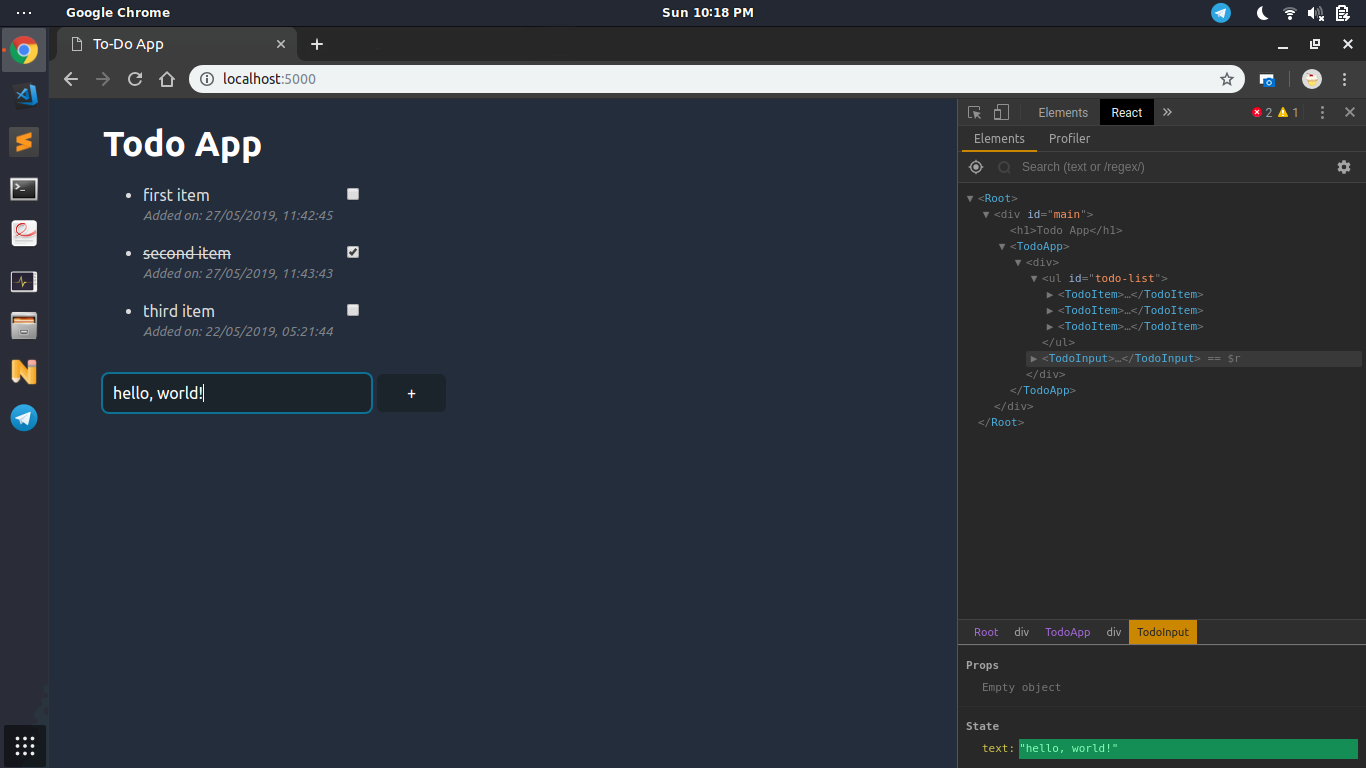 Google Chrome
Sun 10:18 PM
To-Do App
localhost:5000
Todo App
first item
Added on: 27/05/2019, 11:42:45
second item
Added on: 27/05/2019, 11:43:43
third item
Added on: 22/05/2019, 05:21:44
hello, world!
+
Elements React » 2 1
Elements Profiler
Search (text or /regex/)
<Root>
<div id="main">
<h1>Todo App</h1>
<TodoApp>
<div>
<ul id="todo-list">
<TodoItem>…</TodoItem>
<TodoItem>…</TodoItem>
<TodoItem>…</TodoItem>
</ul>
<TodoInput>…</TodoInput> == $r
</div>
</TodoApp>
</div>
</Root>
Root div TodoApp div TodoInput
Props
Empty object
State
text: "hello, world!"